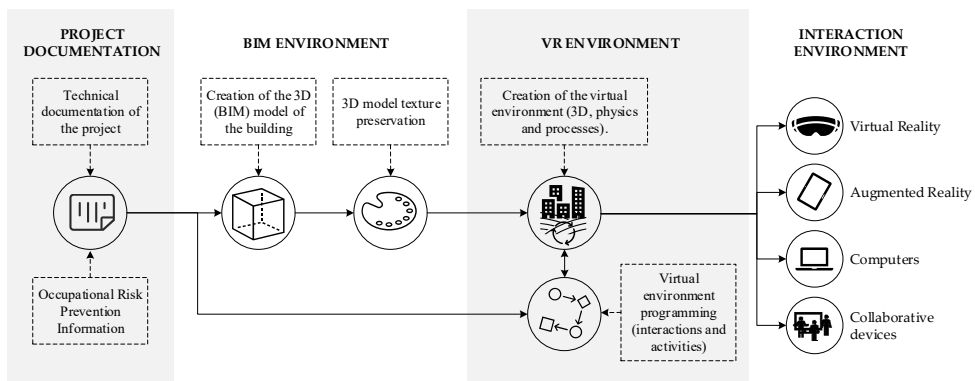 PROJECT
DOCUMENTATION
BIM ENVIRONMENT
VR ENVIRONMENT
INTERACTION
ENVIRONMENT
Technical
documentation of
the project
Creation of the 3D
(BIM) model of
the building
3D model texture
preservation
Creation of the virtual
environment (3D, physics
and processes).
Virtual Reality
Augmented Reality
Computers
Collaborative
devices
Occupational Risk
Prevention
Information
Virtual
environment
programming
(interactions and
activities)